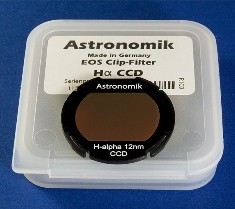 Astronomik
Made in Germany
EOS Clip-Filter
Hα CCD
Astronomik
H-alpha 12nm
CCD